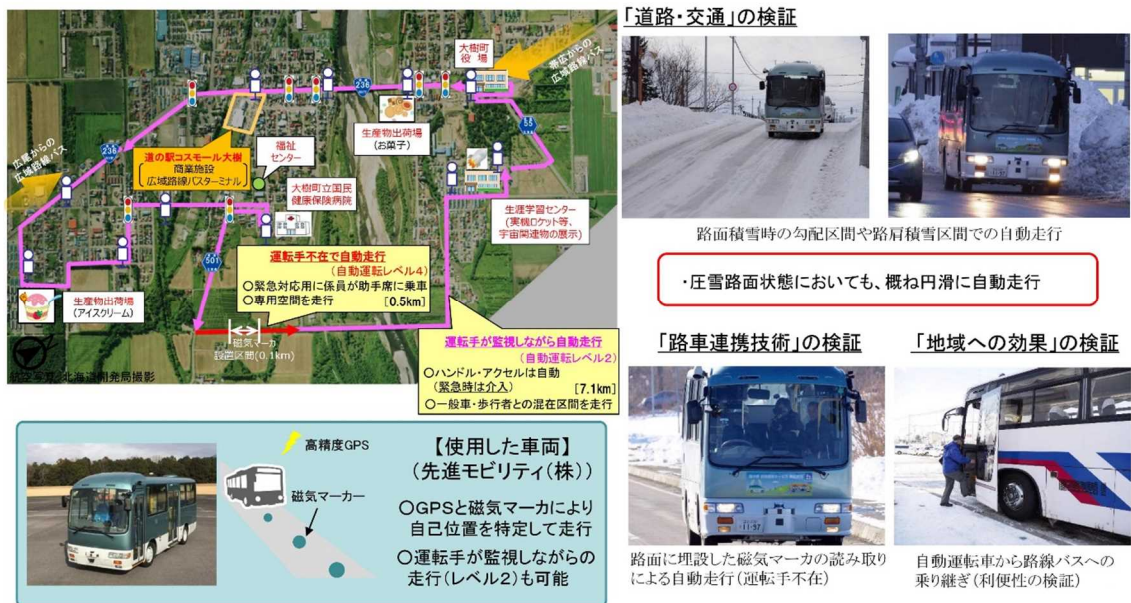 大樹町
役場
帯広からの
広域路線バス
236
236
55
501
広尾からの
広域路線バス
道の駅コスモール大樹
商業施設
広域路線バスターミナル
福祉
センター
生産物出荷場
(お菓子)
大樹町立国民
健康保険病院
生涯学習センター
(実機ロケット等、
宇宙関連物の展示)
生産物出荷場
(アイスクリーム)
運転手不在で自動走行
(自動運転レベル4)
○緊急対応用に係員が助手席に乗車
○専用空間を走行 [0.5km]
磁気マーカ
設置区間(0.1km)
運転手が監視しながら自動走行
(自動運転レベル2)
○ハンドル・アクセルは自動
(緊急時は介入) [7.1km]
○一般車・歩行者との混在区間を走行
北海道開発局撮影
高精度GPS
磁気マーカー
【使用した車両】
(先進モビリティ(株))
○GPSと磁気マーカにより
自己位置を特定して走行
○運転手が監視しながらの
走行(レベル2)も可能
「道路・交通」の検証
路面積雪時の勾配区間や路肩積雪区間での自動走行
・圧雪路面状態においても、概ね円滑に自動走行
「路車連携技術」の検証
路面に埋設した磁気マーカの読み取り
による自動走行(運転手不在)
「地域への効果」の検証
自動運転車から路線バスへの
乗り継ぎ(利便性の検証)